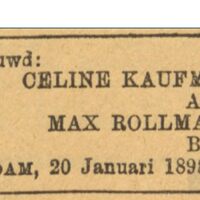 uwd:
CELINE KAUFM
A
MAX ROLLMA
B
DAM, 20 Januari 189